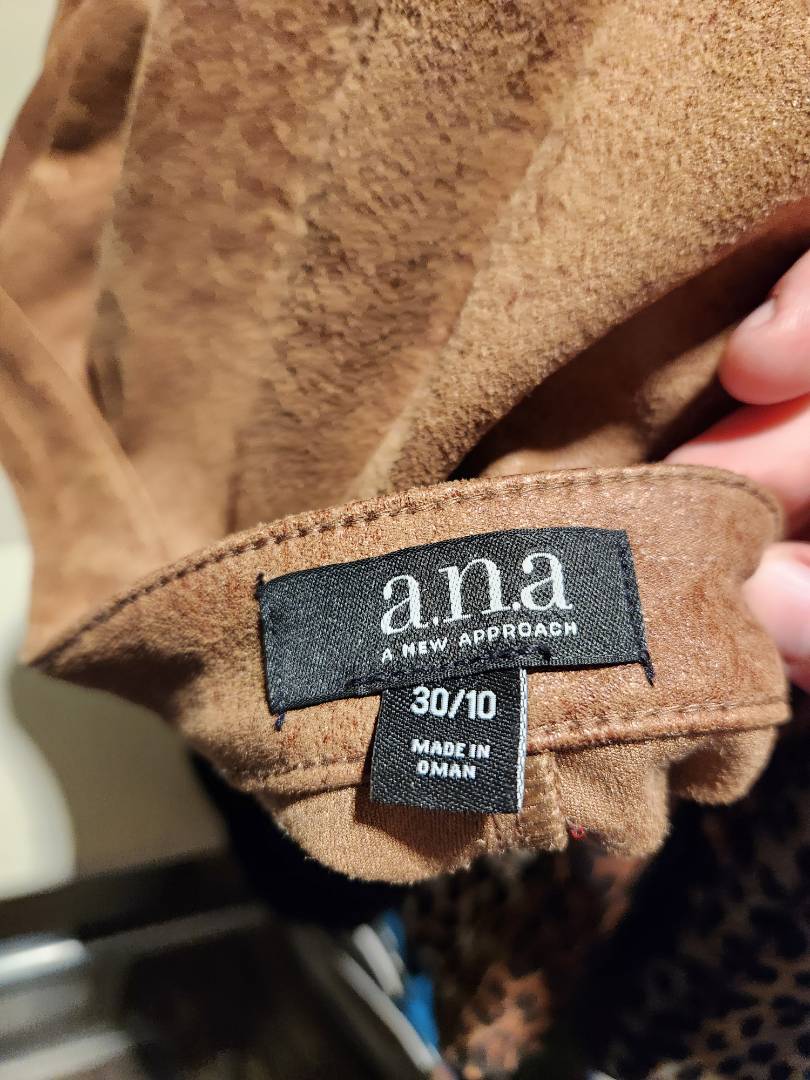 a.n.a
A NEW APPROACH
30/10
MADE IN
OMAN